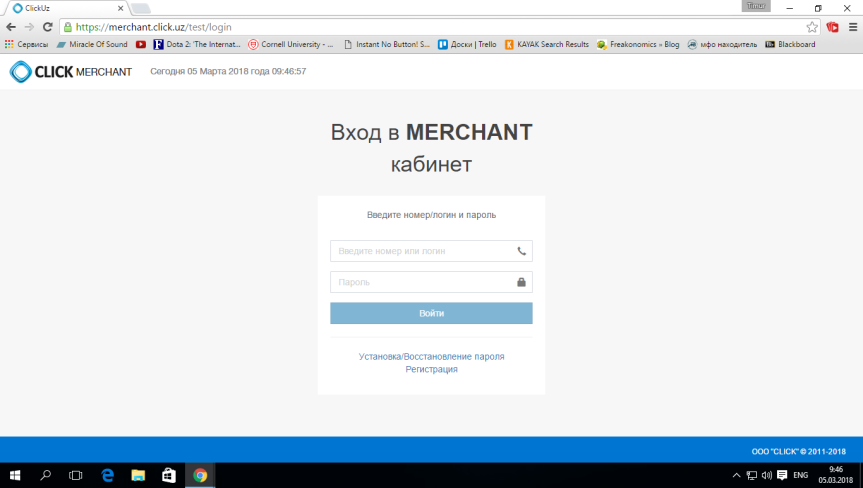 ClickUz
Timur
https://merchant.click.uz/test/login
Сервисы
Miracle Of Sound
Dota 2: 'The Internat...
Cornell University - ...
Instant No Button! S...
Доски | Trello
KAYAK Search Results
Freakonomics » Blog
мфо находитель
Blackboard
CLICK MERCHANT
Сегодня 05 Марта 2018 года 09:46:57
Вход в MERCHANT
кабинет
Введите номер/логин и пароль
Введите номер или логин
Пароль
Войти
Установка/Восстановление пароля
Регистрация
ООО "CLICK" © 2011-2018
ENG
9:46
05.03.2018